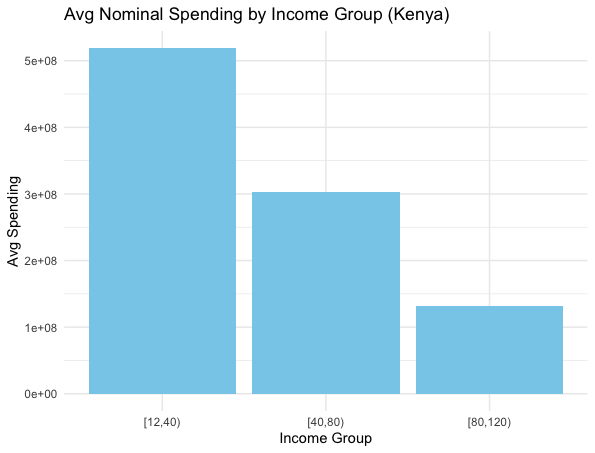 Avg Nominal Spending by Income Group (Kenya)
Avg Spending
5e+08
4e+08
3e+08
2e+08
1e+08
0e+00
[12,40)
[40,80)
[80,120)
Income Group